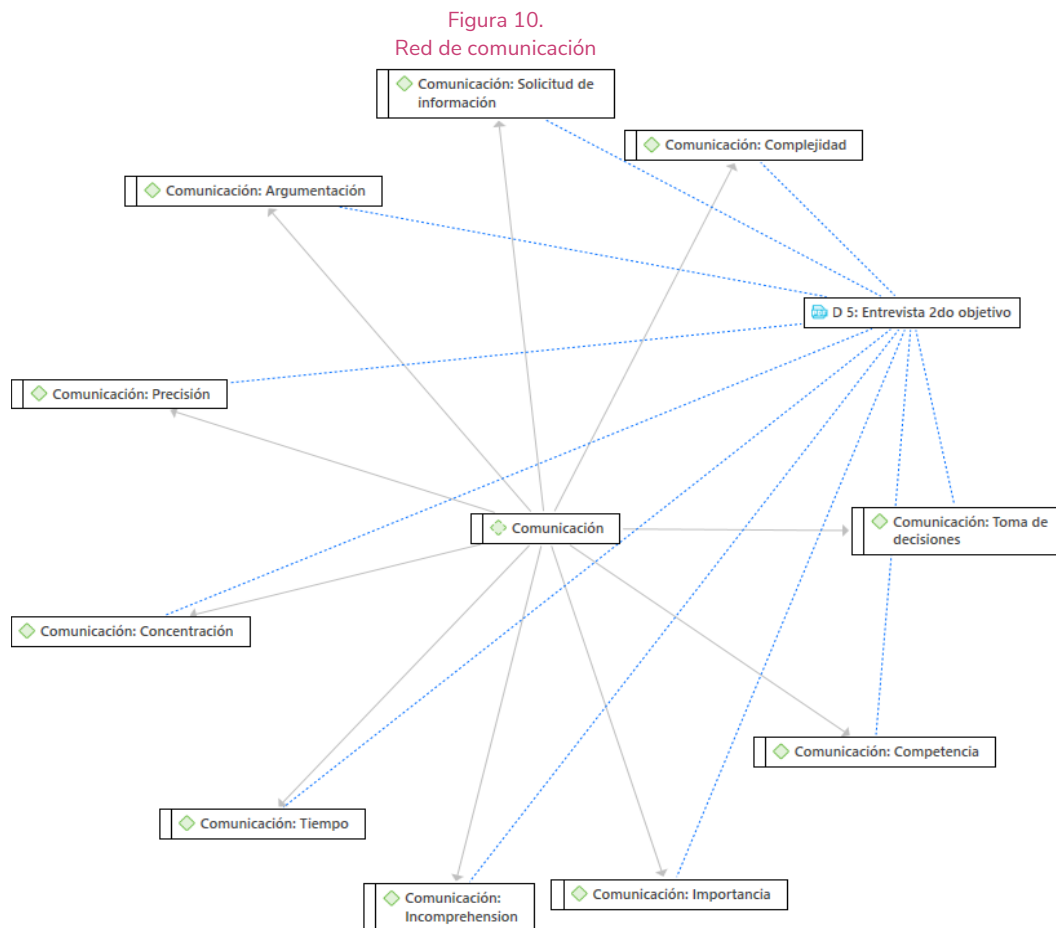 Figura 10.
Red de comunicación
Comunicación: Solicitud de
información
Comunicación: Complejidad
Comunicación: Argumentación
D 5: Entrevista 2do objetivo
Comunicación: Precisión
Comunicación
Comunicación: Toma de
decisiones
Comunicación: Concentración
Comunicación: Competencia
Comunicación: Tiempo
Comunicación: Importancia
Comunicación:
Incomprehension